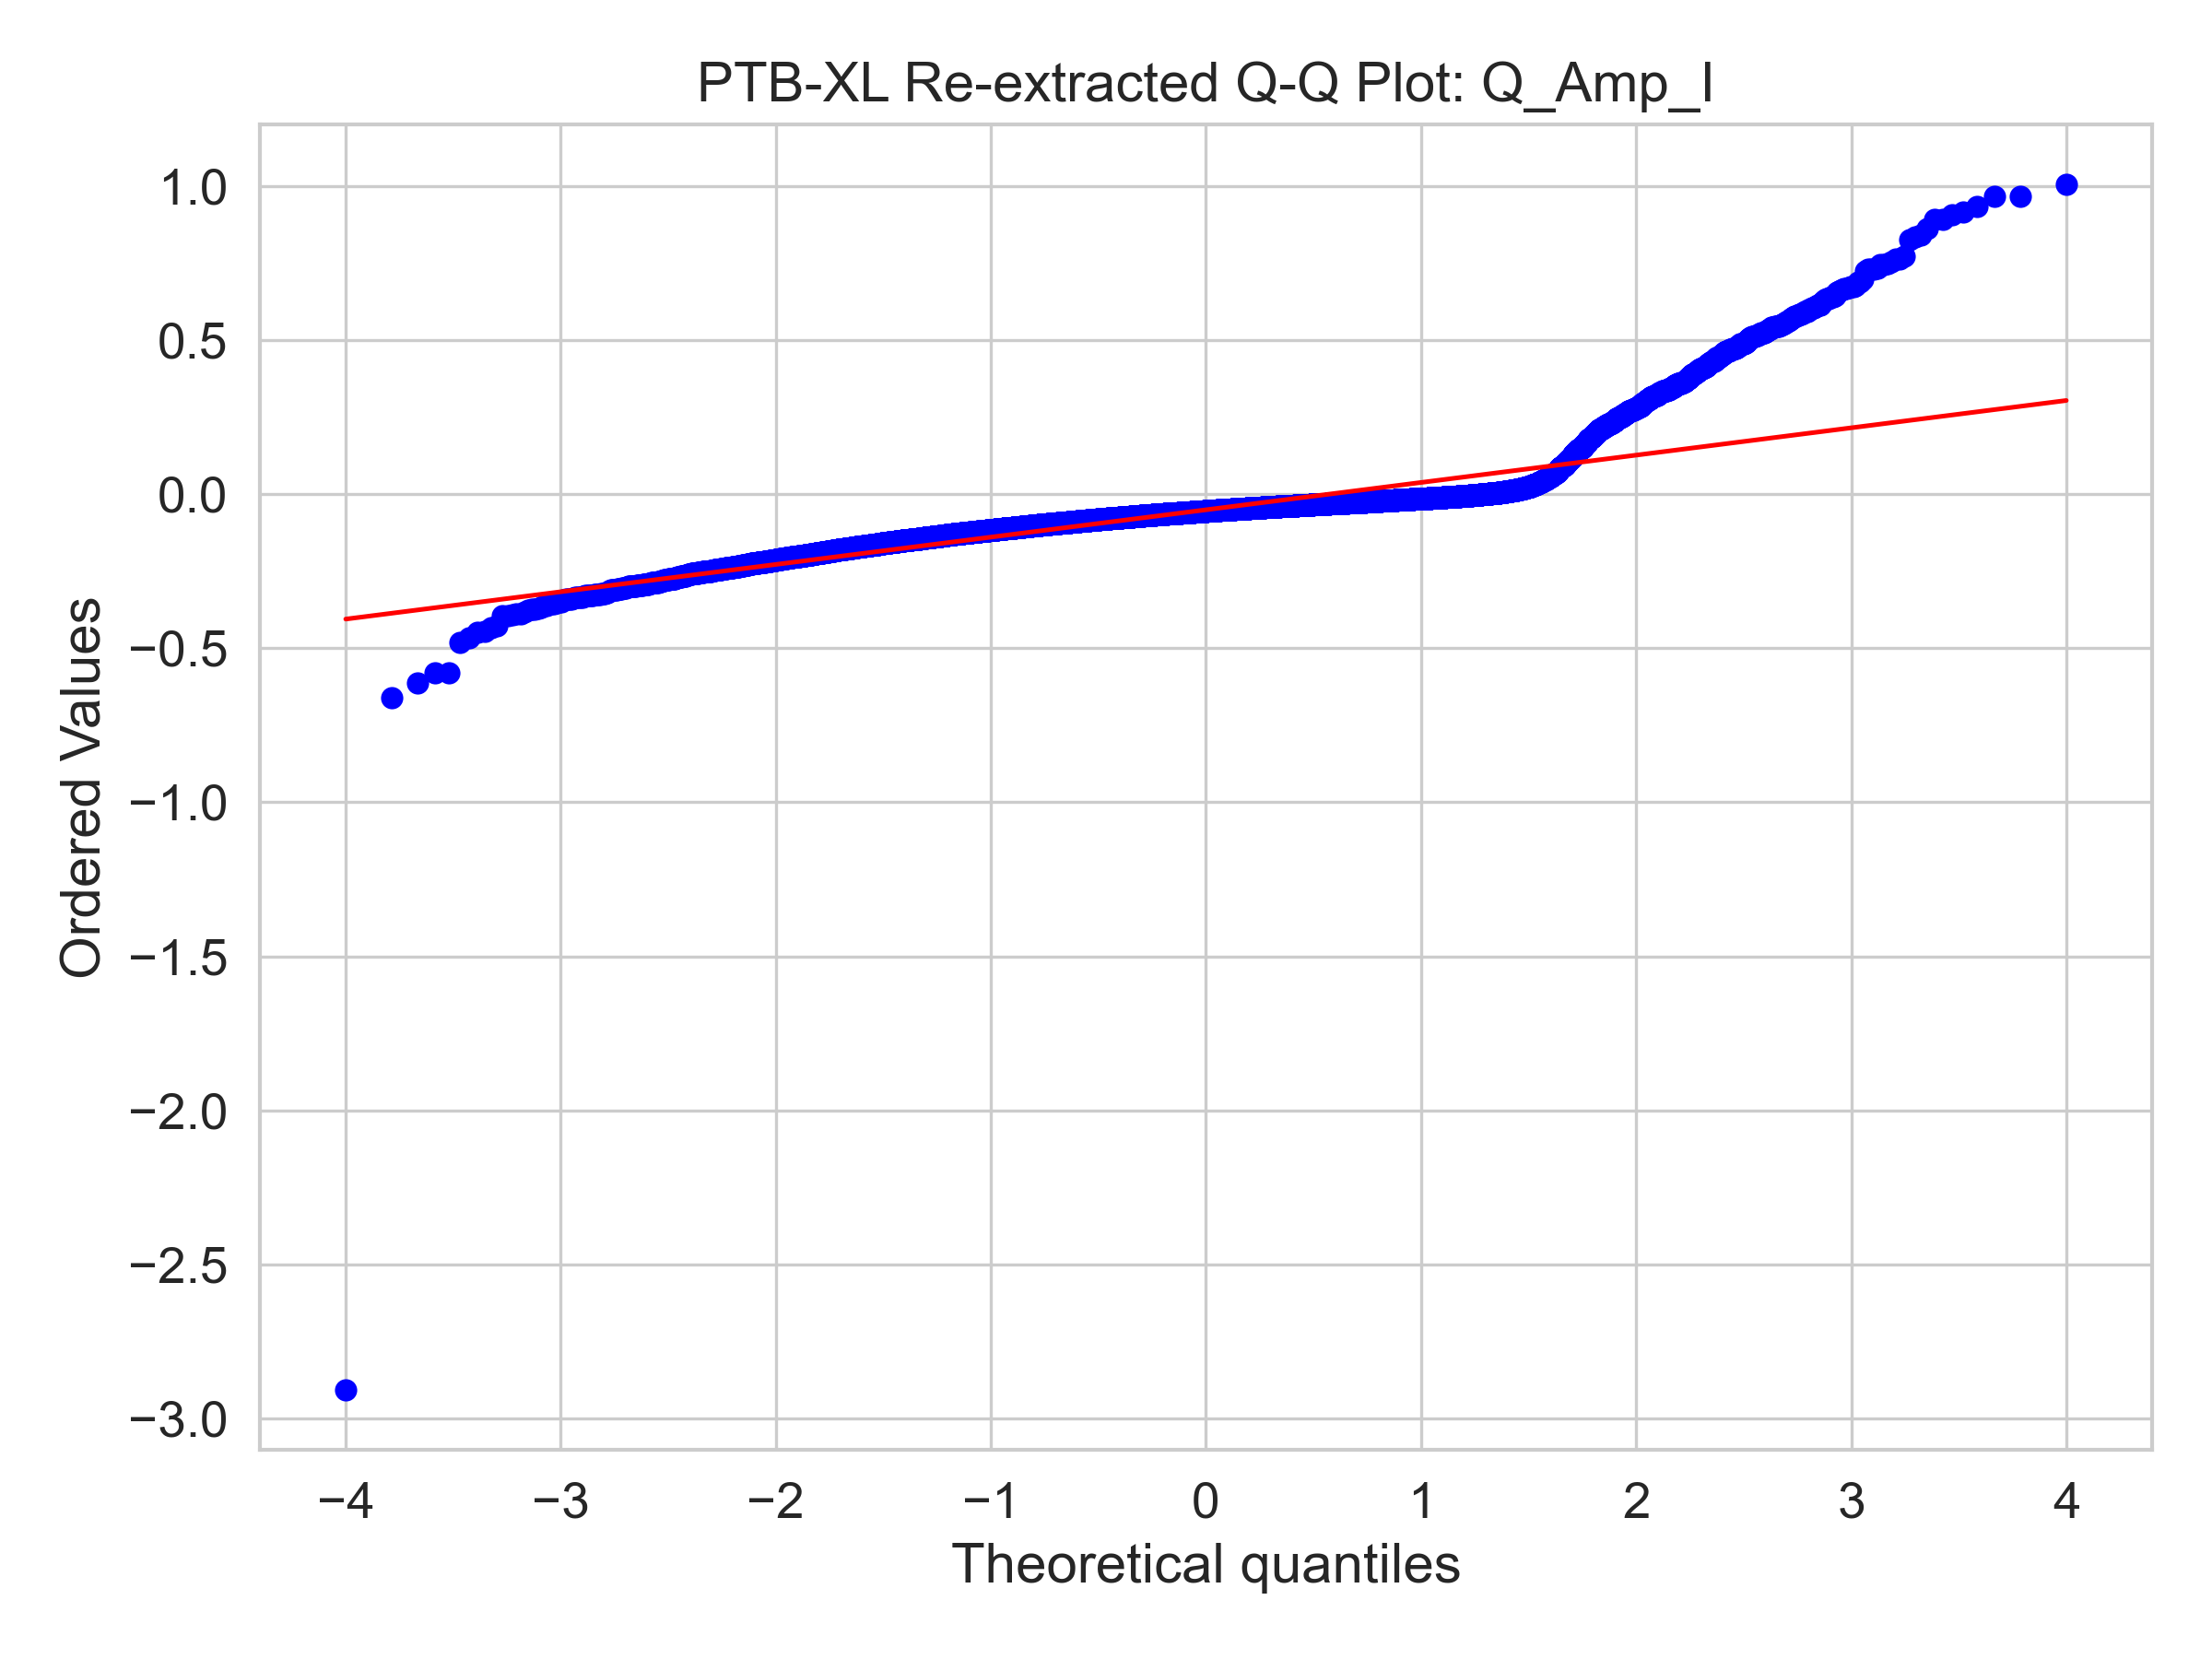 PTB-XL Re-extracted Q-Q Plot: Q_Amp_I
1.0
0.5
0.0
−0.5
−1.0
−1.5
−2.0
−2.5
−3.0
Ordered Values
−4 −3 −2 −1 0 1 2 3 4
Theoretical quantiles